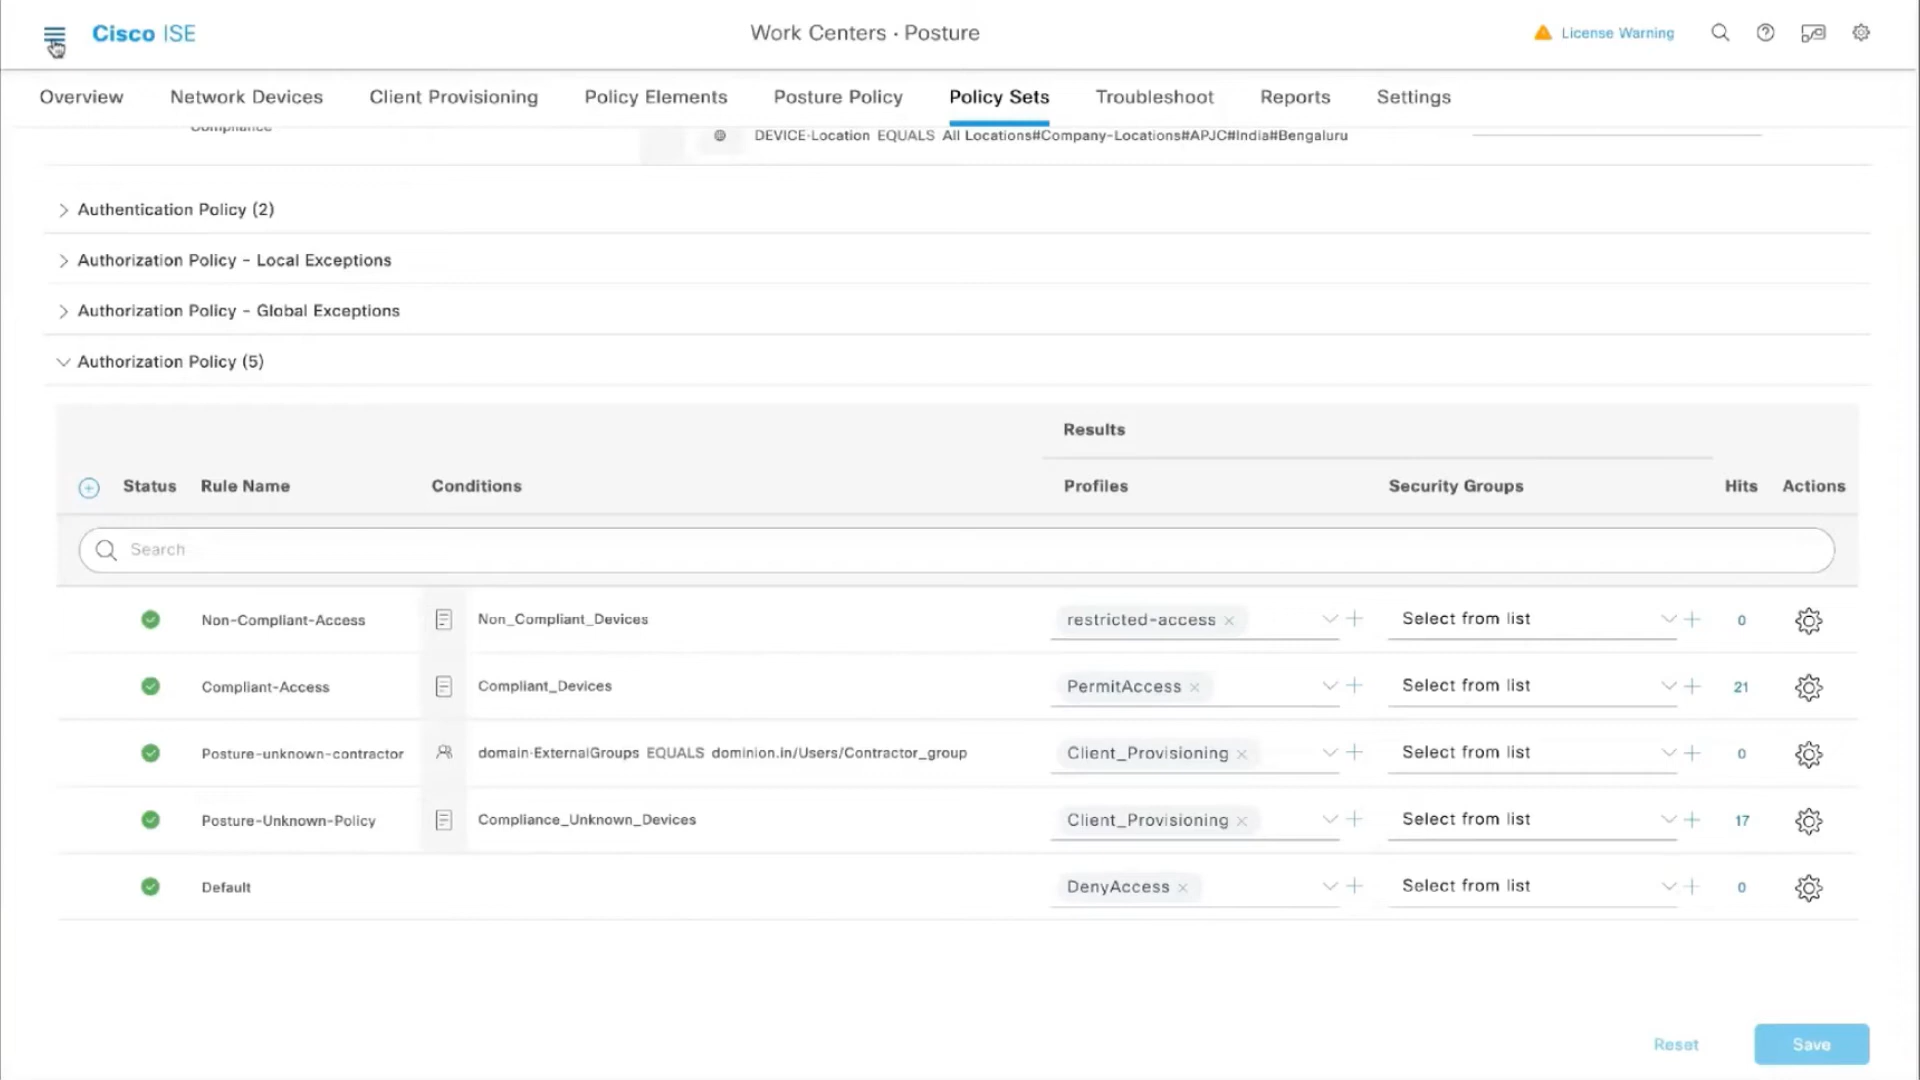 Cisco ISE
Work Centers · Posture
License Warning
Overview Network Devices Client Provisioning Policy Elements Posture Policy Policy Sets Troubleshoot Reports Settings
Compliance
DEVICE·Location EQUALS All Locations#Company-Locations#APJC#India#Bengaluru
Authentication Policy (2)
Authorization Policy - Local Exceptions
Authorization Policy - Global Exceptions
Authorization Policy (5)
Results
Status Rule Name Conditions Profiles Security Groups Hits Actions
Search
Non-Compliant-Access Non_Compliant_Devices restricted-access Select from list 0
Compliant-Access Compliant_Devices PermitAccess Select from list 21
Posture-unknown-contractor domain·ExternalGroups EQUALS dominion.in/Users/Contractor_group Client_Provisioning Select from list 0
Posture-Unknown-Policy Compliance_Unknown_Devices Client_Provisioning Select from list 17
Default DenyAccess Select from list 0
Reset Save